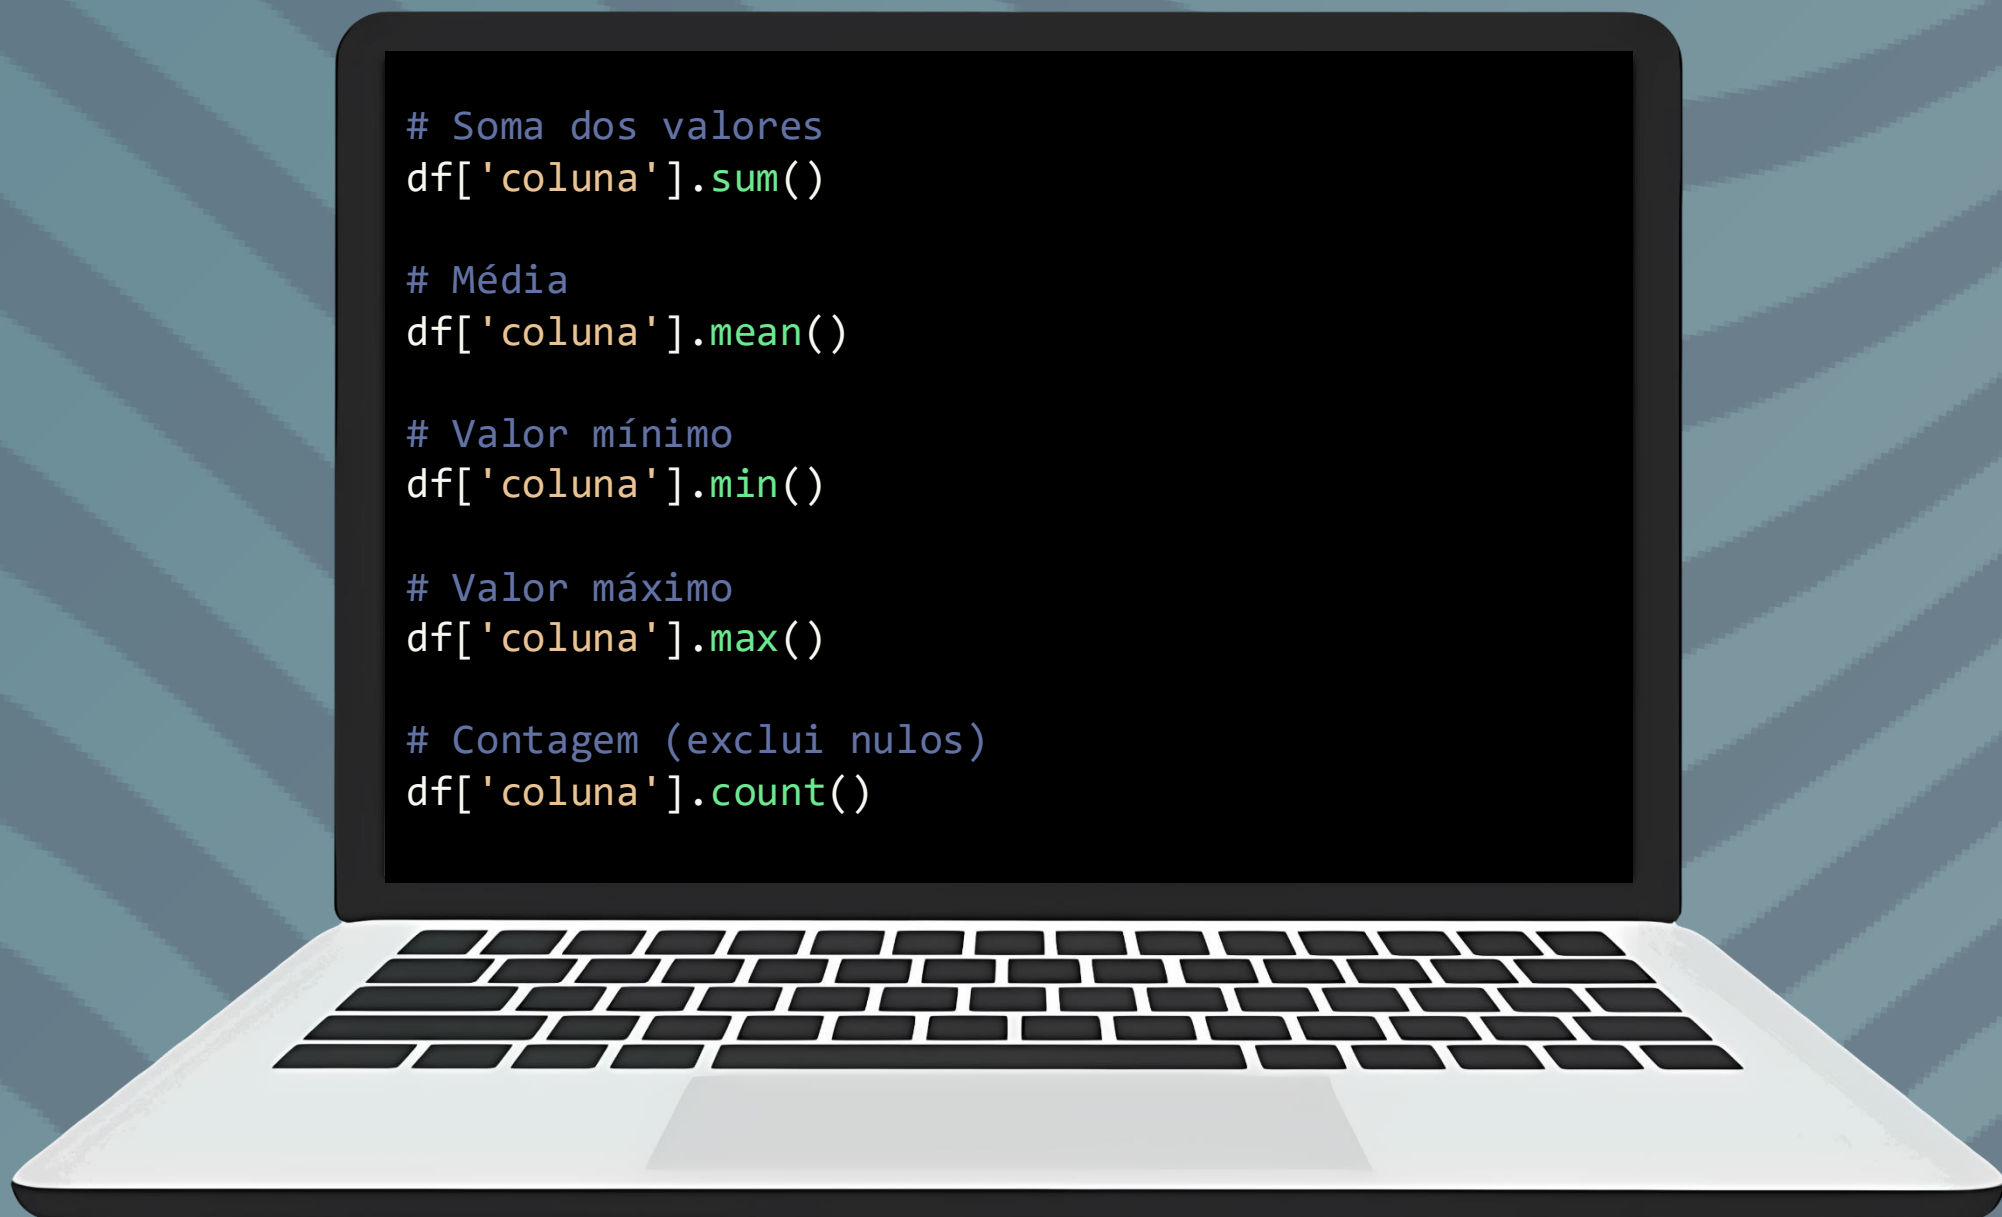 # Soma dos valores
df['coluna'].sum()
# Média
df['coluna'].mean()
# Valor mínimo
df['coluna'].min()
# Valor máximo
df['coluna'].max()
# Contagem (exclui nulos)
df['coluna'].count()